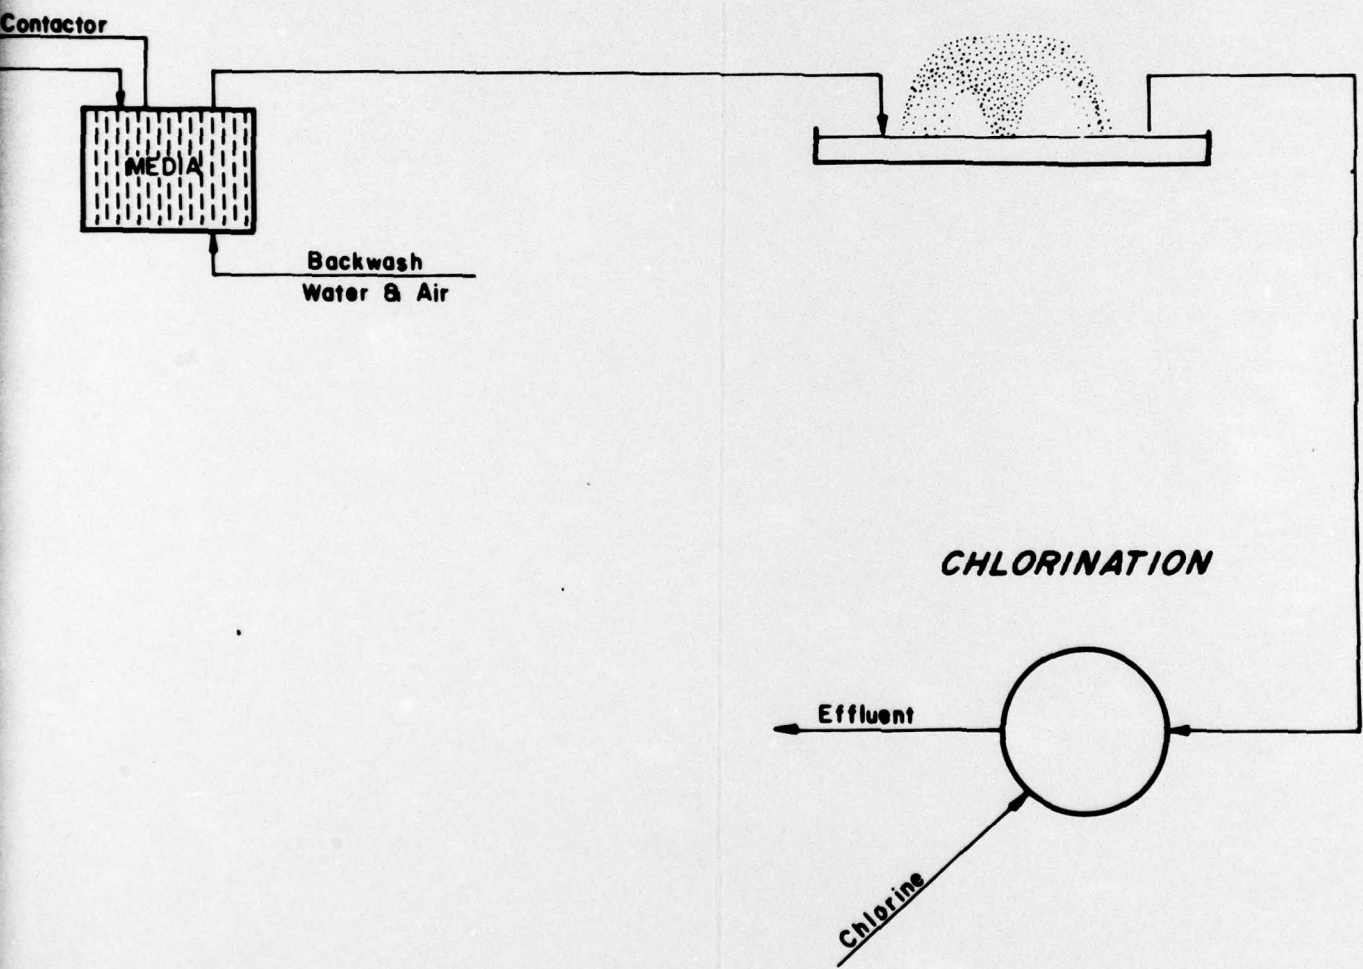 Contactor
MEDIA
Backwash
Water & Air
CHLORINATION
Effluent
Chlorine